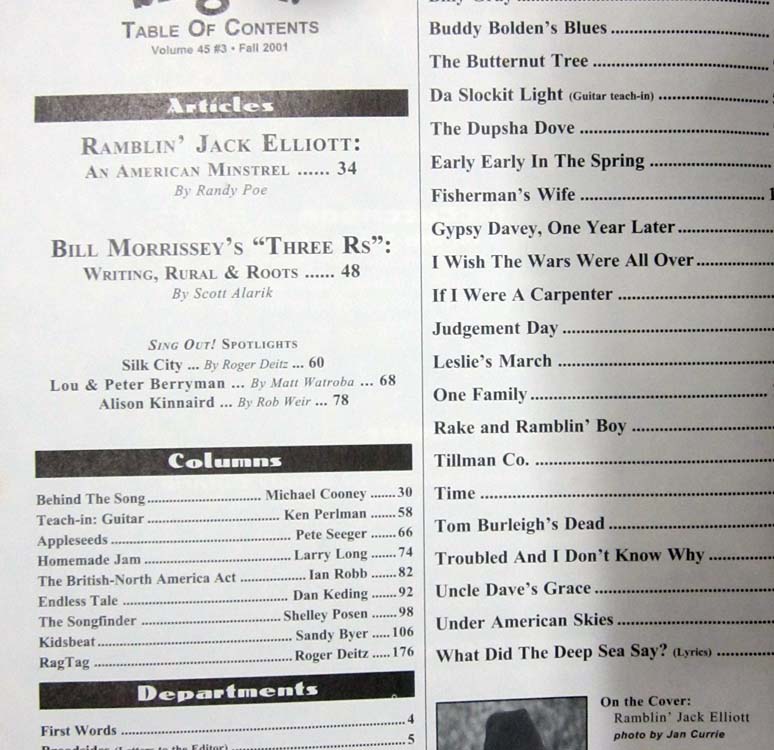 TABLE OF CONTENTS
Volume 45 #3 • Fall 2001
Articles
RAMBLIN' JACK ELLIOTT:
AN AMERICAN MINSTREL ...... 34
By Randy Poe
BILL MORRISSEY'S “THREE RS”:
WRITING, RURAL & ROOTS ...... 48
By Scott Alarik
SING OUT! SPOTLIGHTS
Silk City ... By Roger Deitz ... 60
Lou & Peter Berryman ... By Matt Watroba ... 68
Alison Kinnaird ... By Rob Weir ... 78
Columns
Behind The Song ........................ Michael Cooney .......30
Teach-in: Guitar ............................ Ken Perlman .......58
Appleseeds ...................................... Pete Seeger .......66
Homemade Jam ............................... Larry Long .......74
The British-North America Act .............. Ian Robb .......82
Endless Tale ................................... Dan Keding .......92
The Songfinder ............................ Shelley Posen .......98
Kidsbeat ........................................ Sandy Byer .....106
RagTag ......................................... Roger Deitz .....176
Departments
First Words ............................................................ 4
(Letters to the Editor) ........................................ 5
Buddy Bolden's Blues ................................
The Butternut Tree ................................
Da Slockit Light (Guitar teach-in) ........................
The Dupsha Dove ................................
Early Early In The Spring ........................
Fisherman's Wife ................................
Gypsy Davey, One Year Later ....................
I Wish The Wars Were All Over ................
If I Were A Carpenter ............................
Judgement Day ................................
Leslie's March ................................
One Family ................................
Rake and Ramblin' Boy ............................
Tillman Co. ................................
Time ................................
Tom Burleigh's Dead ............................
Troubled And I Don't Know Why ................
Uncle Dave's Grace ............................
Under American Skies ............................
What Did The Deep Sea Say? (Lyrics) ................
On the Cover:
Ramblin' Jack Elliott
photo by Jan Currie